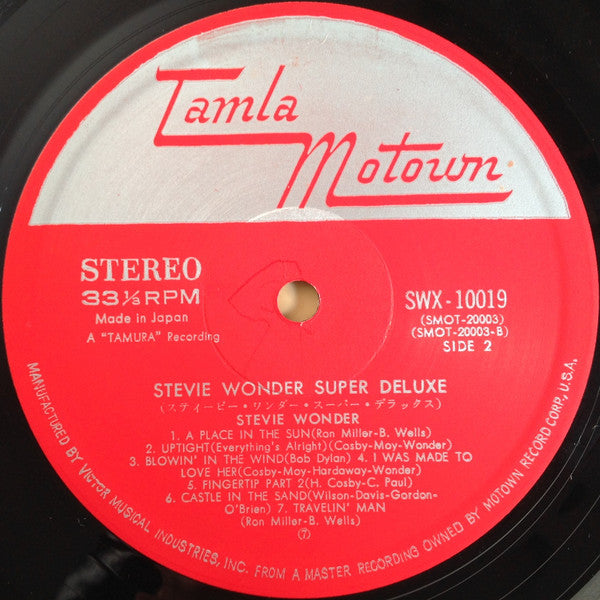 Tamla
Motown
STEREO
33⅓RPM
Made in Japan
A "TAMURA" Recording
SWX-10019
(SMOT-20003)
(SMOT-20003-B)
SIDE 2
STEVIE WONDER SUPER DELUXE
(スティービー・ワンダー・スーパー・デラックス)
STEVIE WONDER
1. A PLACE IN THE SUN(Ron Miller-B. Wells)
2. UPTIGHT(Everything's Alright)(Cosby-May-Wonder)
3. BLOWIN' IN THE WIND(Bob Dylan) 4. I WAS MADE TO
LOVE HER(Cosby-Moy-Hardaway-Wander)
5. FINGERTIP PART 2(H. Cosby-C. Paul)
6. CASTLE IN THE SAND(Wilson-Davis-Gordon-
O'Brien) 7. TRAVELIN' MAN
(Ron Miller-B. Wells)
⑦
MANUFACTURED BY VICTOR MUSICAL INDUSTRIES, INC. FROM A MASTER RECORDING OWNED BY MOTOWN RECORD CORP, U.S.A.